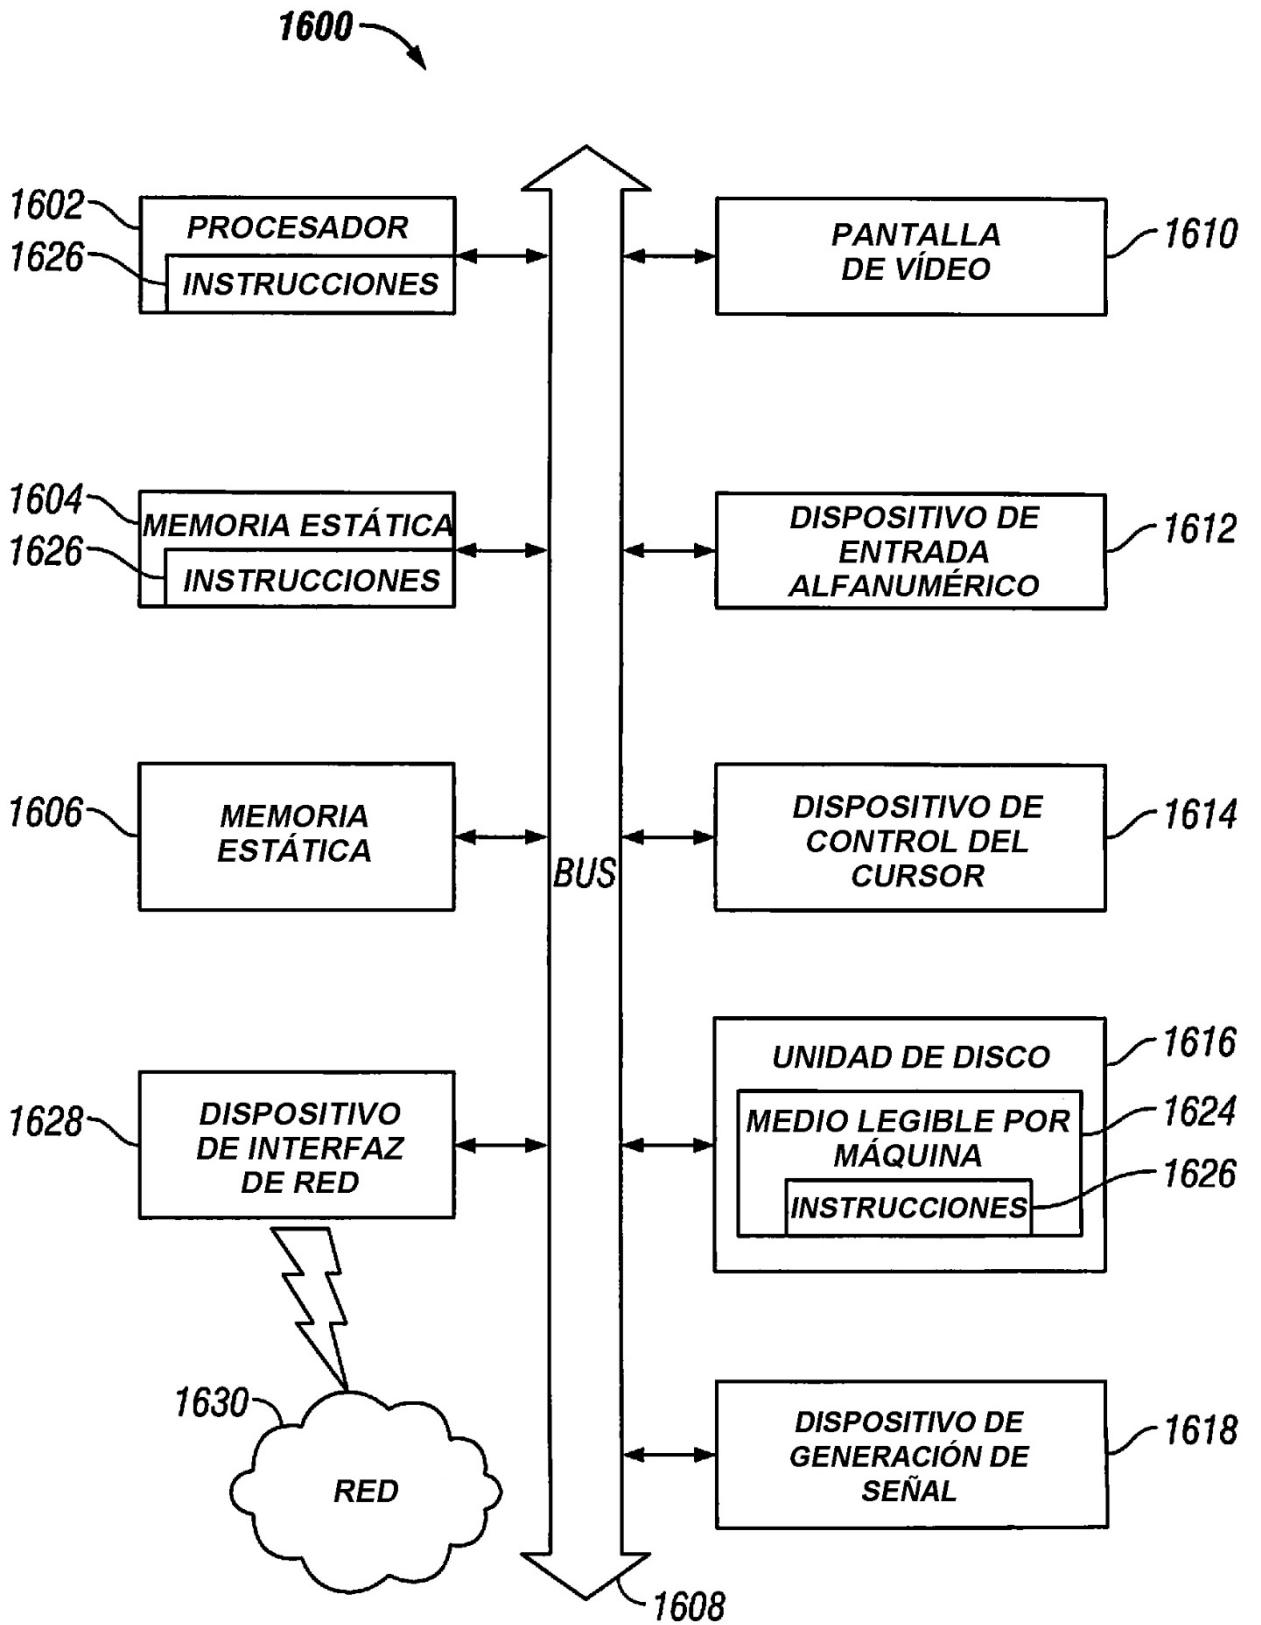 1600
1602
PROCESADOR
1626
INSTRUCCIONES
PANTALLA
DE VÍDEO
1610
1604
MEMORIA ESTÁTICA
1626
INSTRUCCIONES
DISPOSITIVO DE
ENTRADA
ALFANUMÉRICO
1612
1606
MEMORIA
ESTÁTICA
BUS
DISPOSITIVO DE
CONTROL DEL
CURSOR
1614
1628
DISPOSITIVO
DE INTERFAZ
DE RED
UNIDAD DE DISCO
1616
MEDIO LEGIBLE POR
MÁQUINA
1624
INSTRUCCIONES
1626
1630
RED
DISPOSITIVO DE
GENERACIÓN DE
SEÑAL
1618
1608